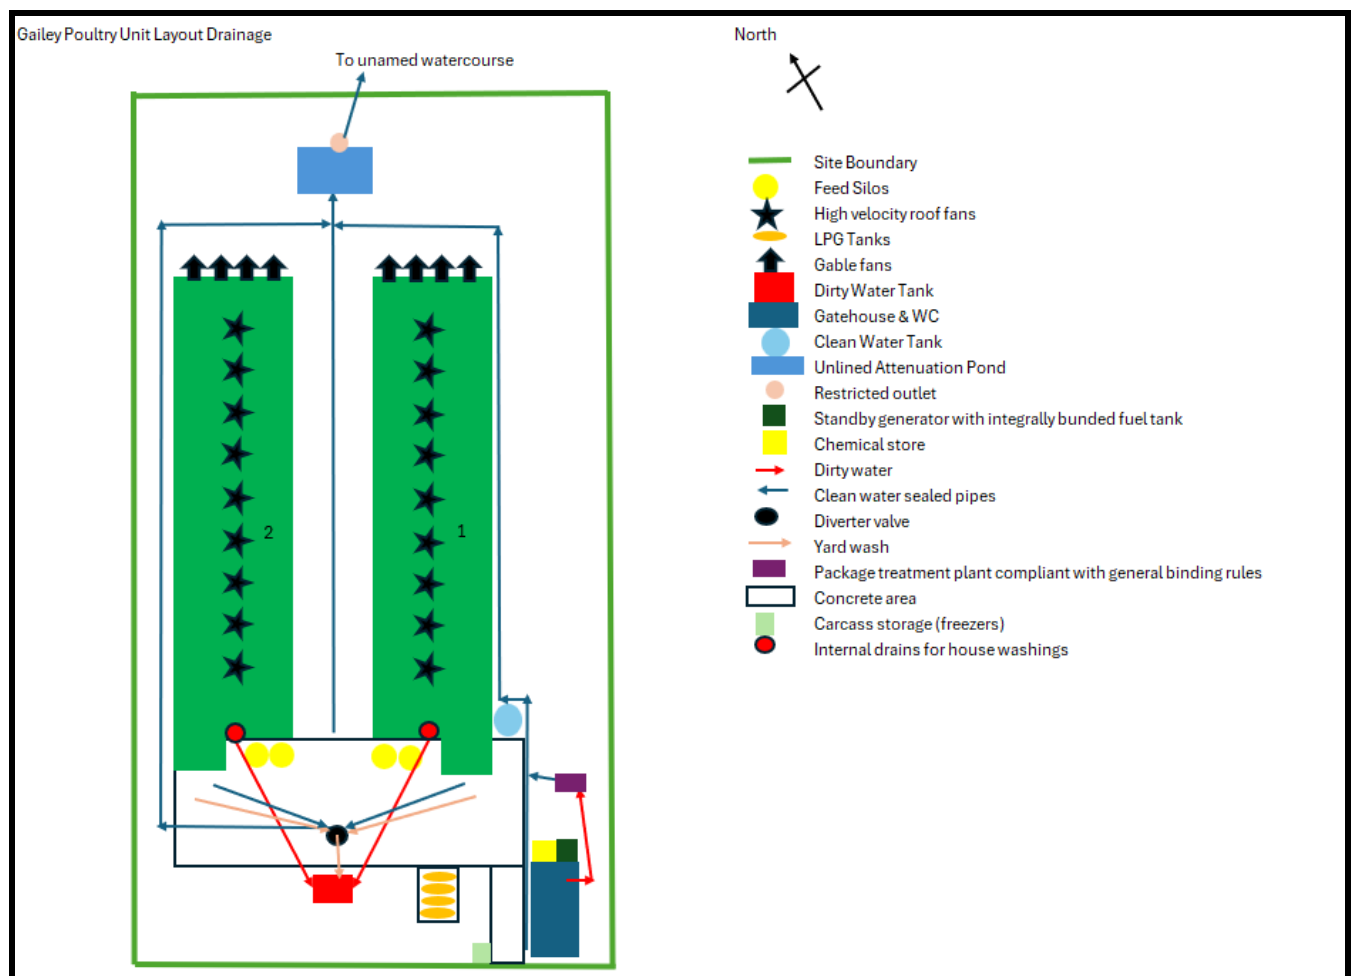 Gailey Poultry Unit Layout Drainage
North
To unamed watercourse
Site Boundary
Feed Silos
High velocity roof fans
LPG Tanks
Gable fans
Dirty Water Tank
Gatehouse & WC
Clean Water Tank
Unlined Attenuation Pond
Restricted outlet
Standby generator with integrally bunded fuel tank
Chemical store
Dirty water
Clean water sealed pipes
Diverter valve
Yard wash
Package treatment plant compliant with general binding rules
Concrete area
Carcass storage (freezers)
Internal drains for house washings
2
1